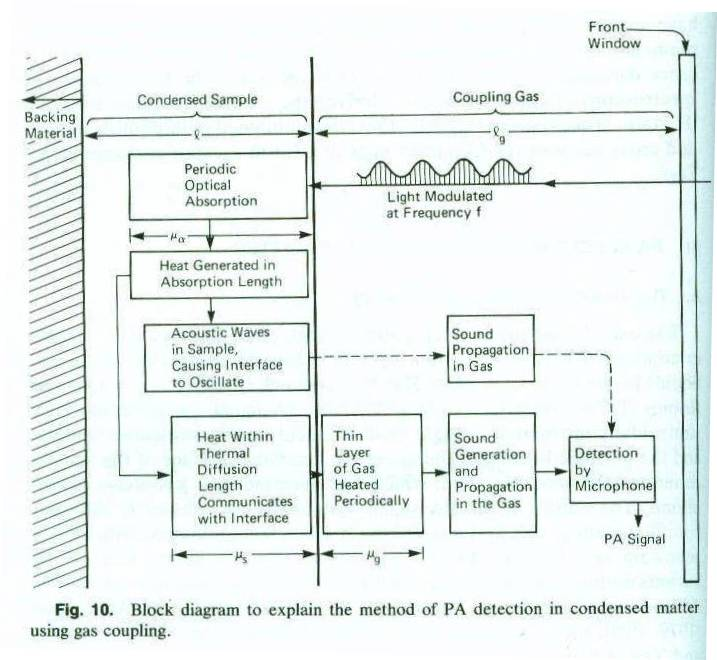 Front
Window
Condensed Sample
Coupling Gas
Backing
Material
ℓ
ℓg
Periodic
Optical
Absorption
Light Modulated
at Frequency f
μα
Heat Generated in
Absorption Length
Acoustic Waves
in Sample,
Causing Interface
to Oscillate
Sound
Propagation
in Gas
Heat Within
Thermal
Diffusion
Length
Communicates
with Interface
Thin
Layer
of Gas
Heated
Periodically
Sound
Generation
and
Propagation
in the Gas
Detection
by
Microphone
PA Signal
μs
μg
Fig. 10. Block diagram to explain the method of PA detection in condensed matter
using gas coupling.